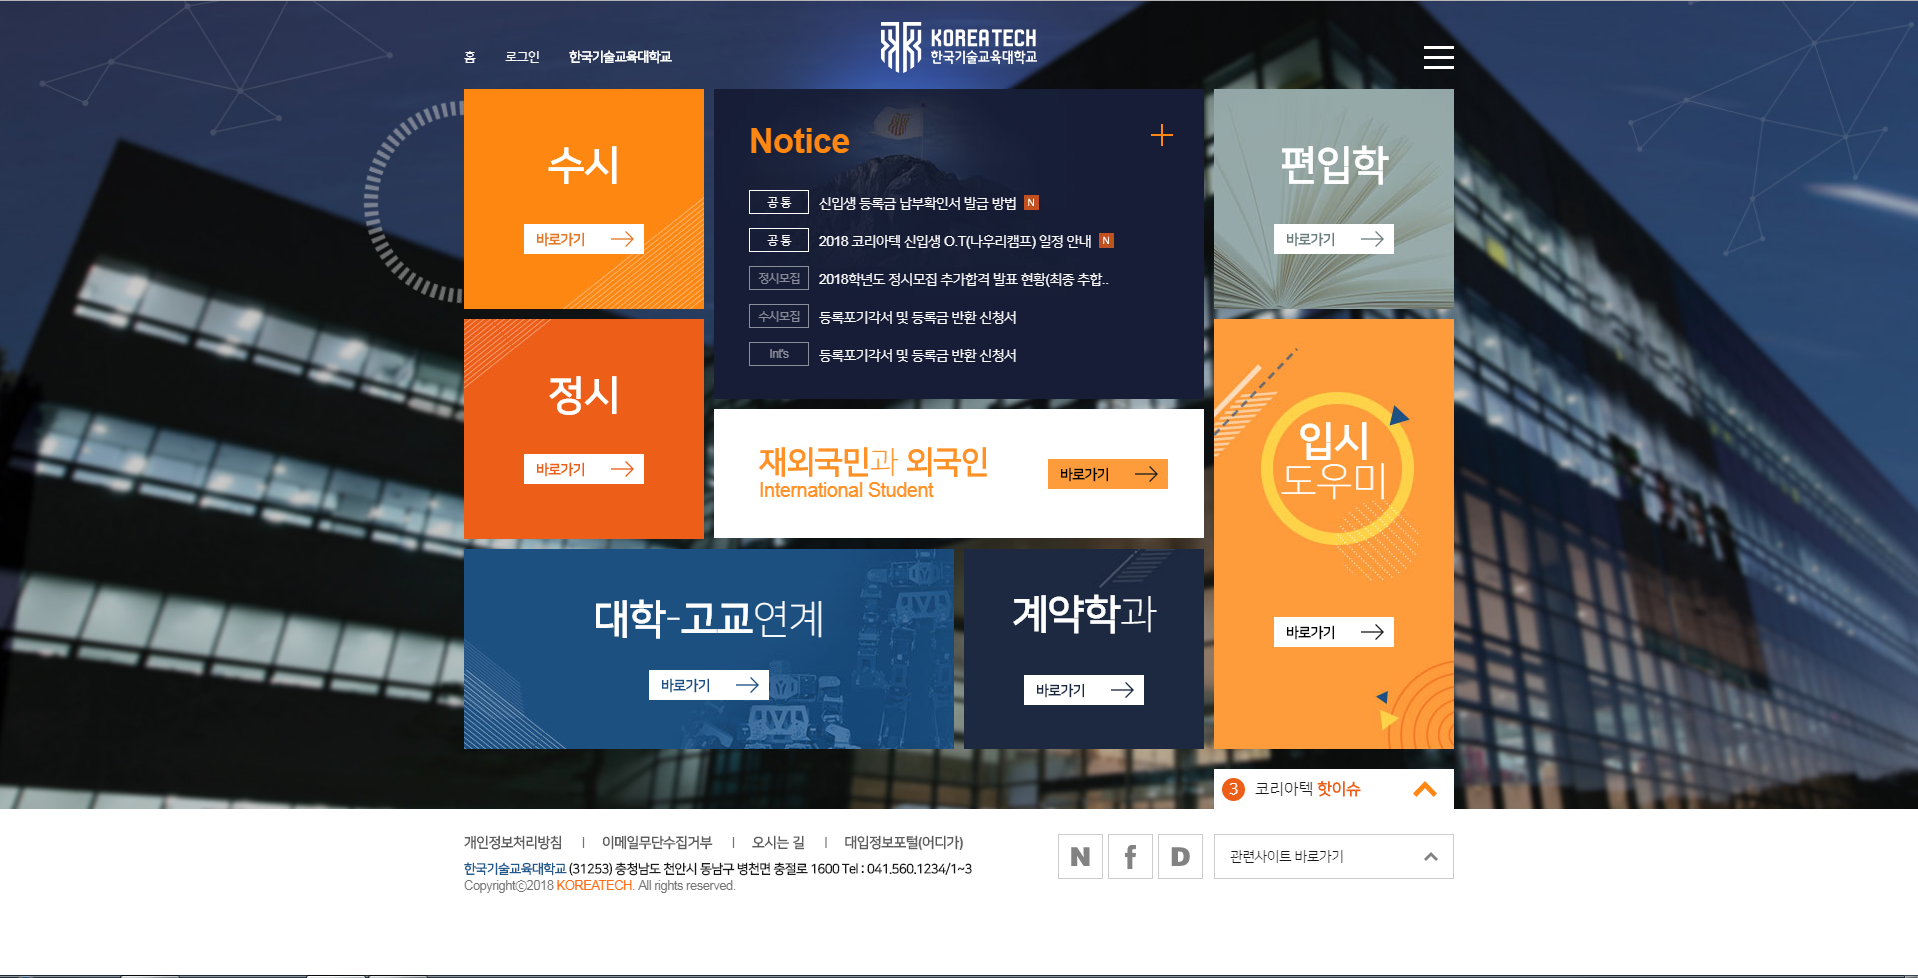 홈 로그인 한국기술교육대학교
KOREATECH
한국기술교육대학교
수시
바로가기
Notice
공 통 신입생 등록금 납부확인서 발급 방법 N
공 통 2018 코리아텍 신입생 O.T(나우리캠프) 일정 안내 N
정시모집 2018학년도 정시모집 추가합격 발표 현황(최종 추합..
수시모집 등록포기각서 및 등록금 반환 신청서
Int's 등록포기각서 및 등록금 반환 신청서
편입학
바로가기
정시
바로가기
재외국민과 외국인
International Student
바로가기
입시
도우미
바로가기
대학-고교연계
바로가기
계약학과
바로가기
3 코리아텍 핫이슈
개인정보처리방침 | 이메일무단수집거부 | 오시는 길 | 대입정보포털(어디가)
한국기술교육대학교 (31253) 충청남도 천안시 동남구 병천면 충절로 1600 Tel : 041.560.1234/1~3
Copyrightⓒ2018 KOREATECH. All rights reserved.
N f D
관련사이트 바로가기